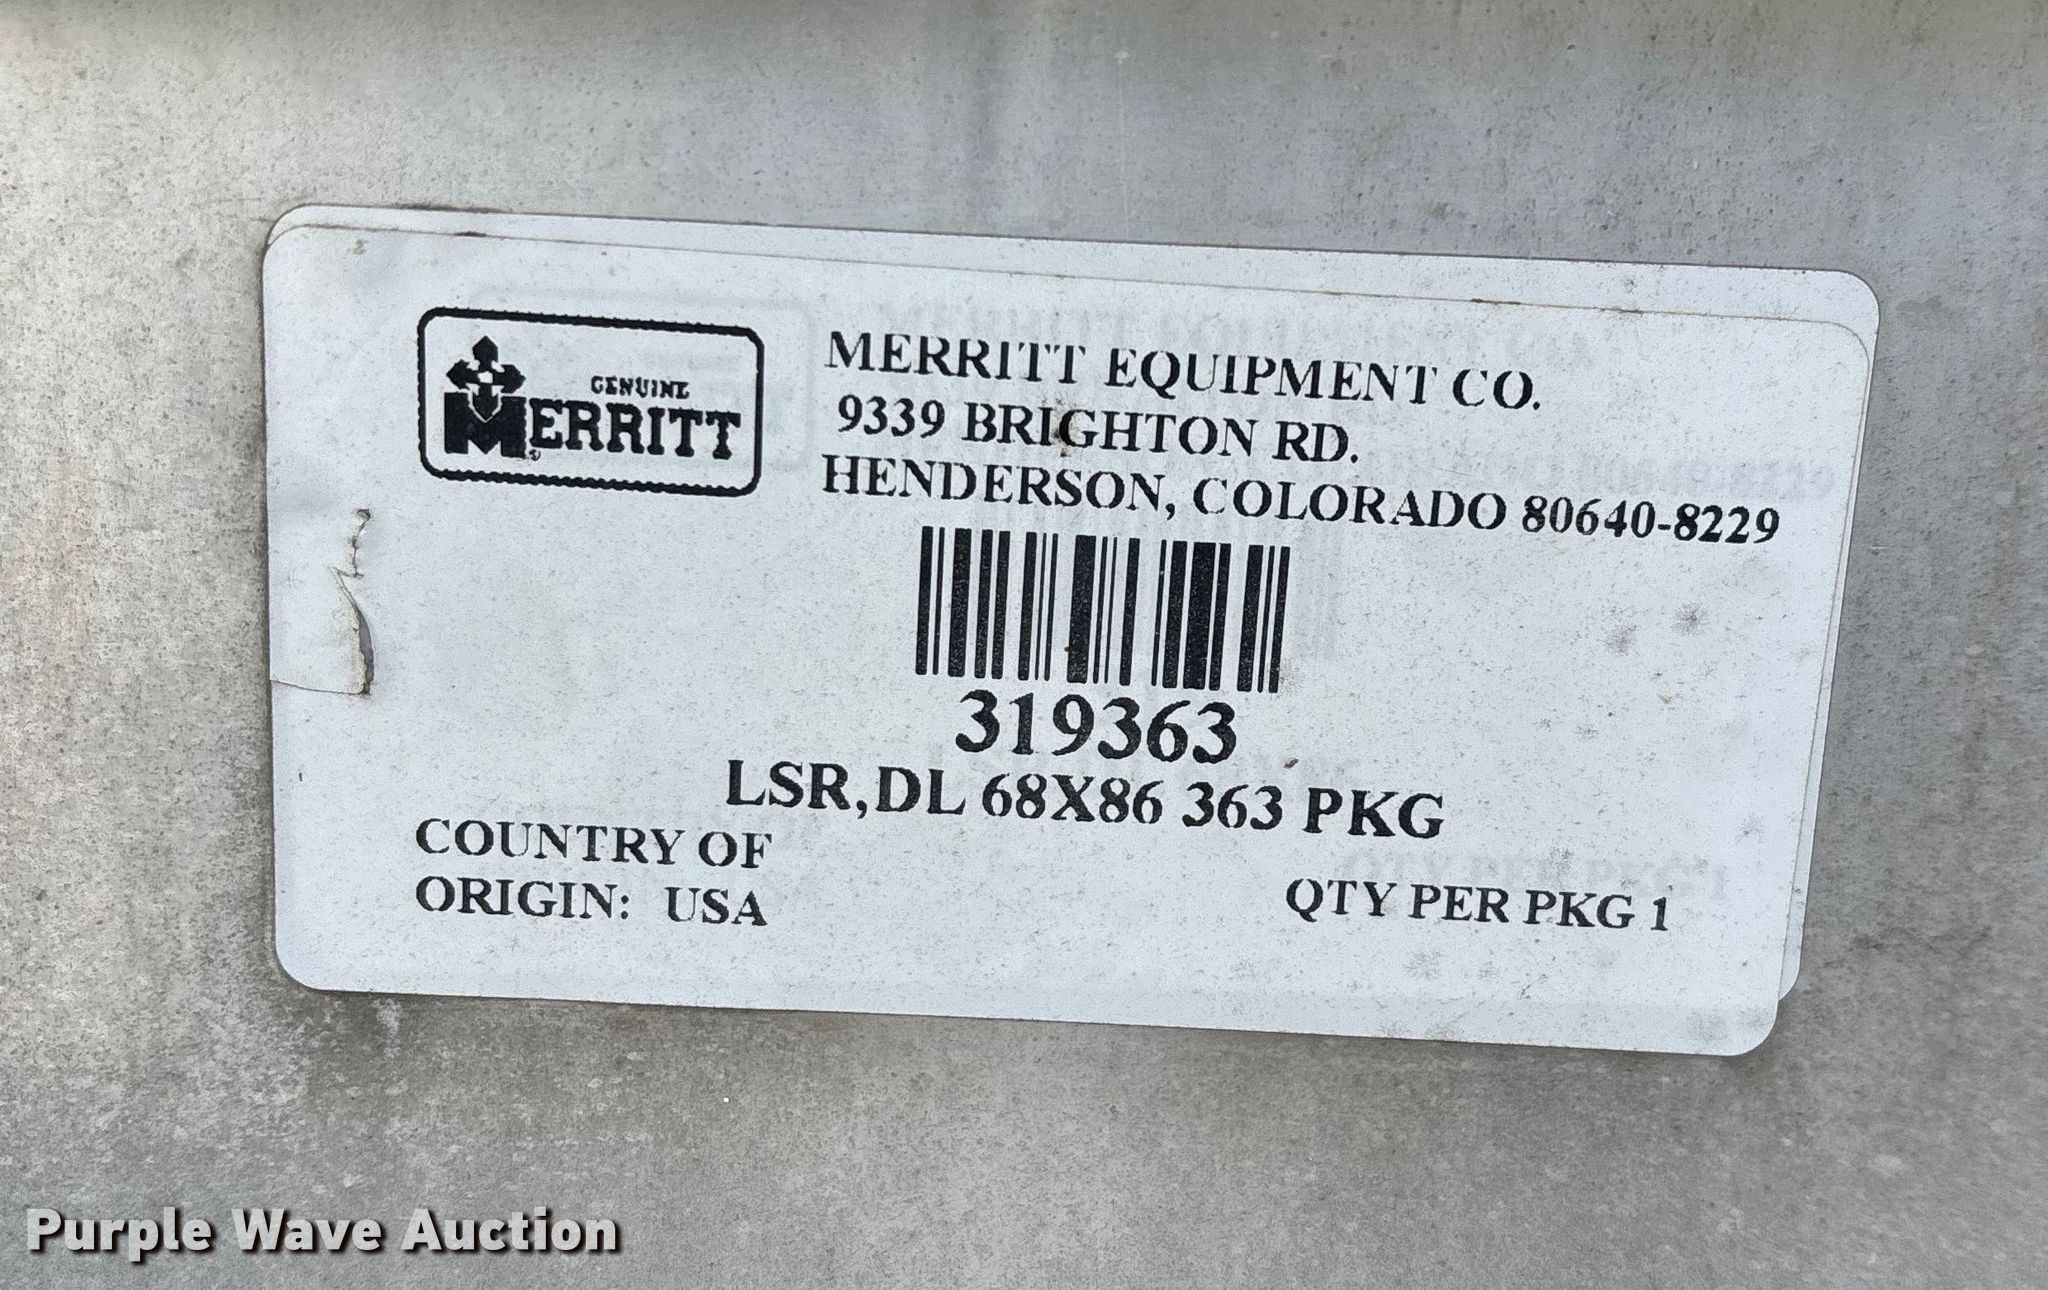 GENUINE
MERRITT
MERRITT EQUIPMENT CO.
9339 BRIGHTON RD.
HENDERSON, COLORADO 80640-8229
319363
LSR,DL 68X86 363 PKG
COUNTRY OF
ORIGIN: USA
QTY PER PKG 1
Purple Wave Auction